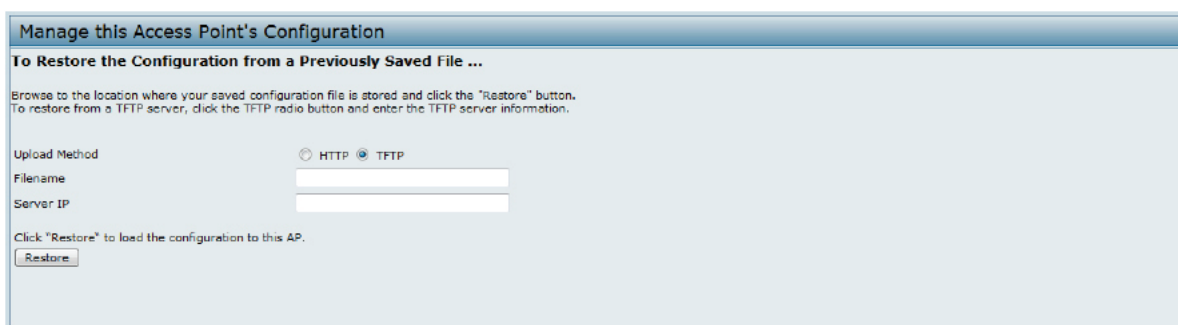 Manage this Access Point's Configuration
To Restore the Configuration from a Previously Saved File ...
Browse to the location where your saved configuration file is stored and click the "Restore" button.
To restore from a TFTP server, click the TFTP radio button and enter the TFTP server information.
Upload Method HTTP TFTP
Filename
Server IP
Click "Restore" to load the configuration to this AP.
Restore